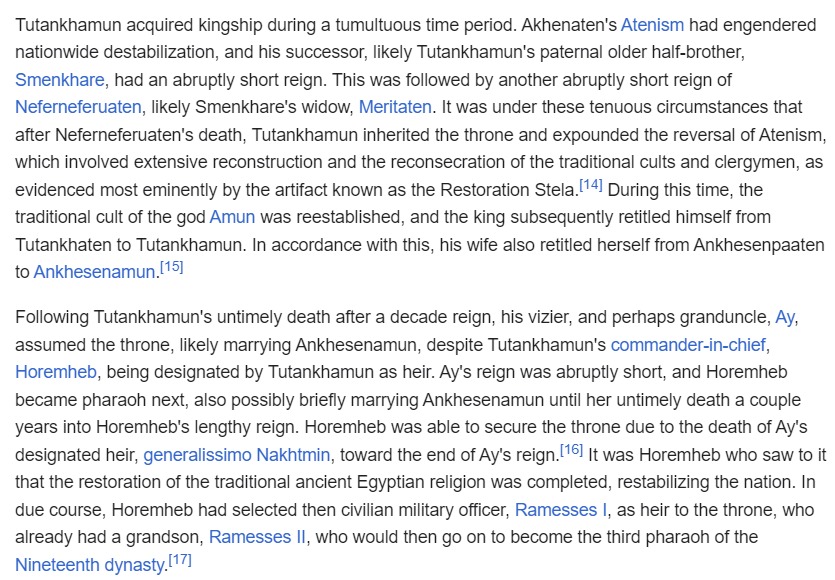 Tutankhamun acquired kingship during a tumultuous time period. Akhenaten's Atenism had engendered
nationwide destabilization, and his successor, likely Tutankhamun's paternal older half-brother,
Smenkhare, had an abruptly short reign. This was followed by another abruptly short reign of
Neferneferuaten, likely Smenkhare's widow, Meritaten. It was under these tenuous circumstances that
after Neferneferuaten's death, Tutankhamun inherited the throne and expounded the reversal of Atenism,
which involved extensive reconstruction and the reconsecration of the traditional cults and clergymen, as
evidenced most eminently by the artifact known as the Restoration Stela.[14] During this time, the
traditional cult of the god Amun was reestablished, and the king subsequently retitled himself from
Tutankhaten to Tutankhamun. In accordance with this, his wife also retitled herself from Ankhesenpaaten
to Ankhesenamun.[15]
Following Tutankhamun's untimely death after a decade reign, his vizier, and perhaps granduncle, Ay,
assumed the throne, likely marrying Ankhesenamun, despite Tutankhamun's commander-in-chief,
Horemheb, being designated by Tutankhamun as heir. Ay's reign was abruptly short, and Horemheb
became pharaoh next, also possibly briefly marrying Ankhesenamun until her untimely death a couple
years into Horemheb's lengthy reign. Horemheb was able to secure the throne due to the death of Ay's
designated heir, generalissimo Nakhtmin, toward the end of Ay's reign.[16] It was Horemheb who saw to it
that the restoration of the traditional ancient Egyptian religion was completed, restabilizing the nation. In
due course, Horemheb had selected then civilian military officer, Ramesses I, as heir to the throne, who
already had a grandson, Ramesses II, who would then go on to become the third pharaoh of the
Nineteenth dynasty.[17]